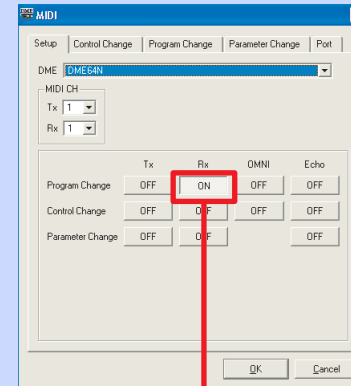 MIDI
Setup Control Change Program Change Parameter Change Port
DME DME64N
MIDI CH
Tx 1
Rx 1
Tx Rx OMNI Echo
Program Change OFF ON OFF OFF
Control Change OFF OFF OFF OFF
Parameter Change OFF OFF OFF
OK Cancel